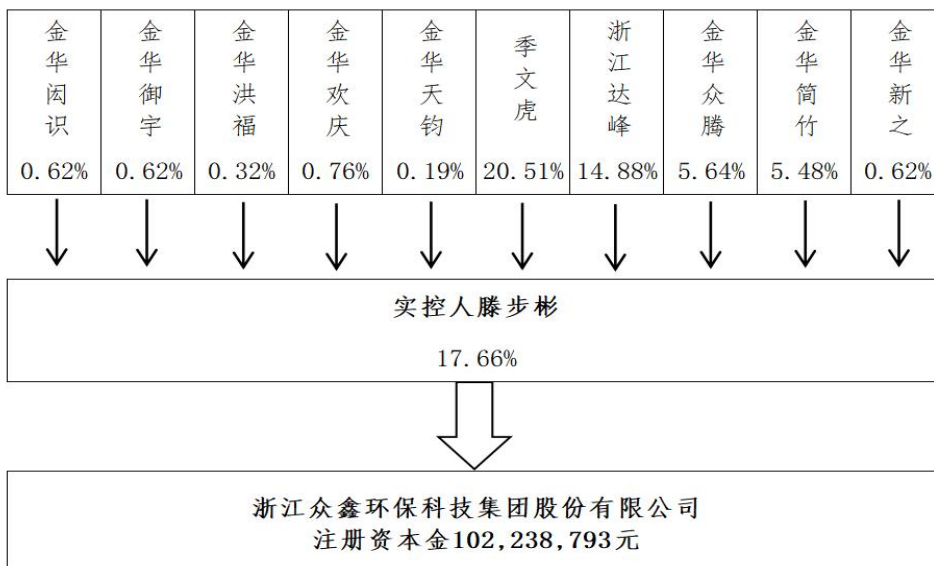 金华闳识
0.62%
金华御宇
0.62%
金华洪福
0.32%
金华欢庆
0.76%
金华天钧
0.19%
季文虎
20.51%
浙江达峰
14.88%
金华众腾
5.64%
金华简竹
5.48%
金华新之
0.62%
实控人滕步彬
17.66%
浙江众鑫环保科技集团股份有限公司
注册资本金102,238,793元